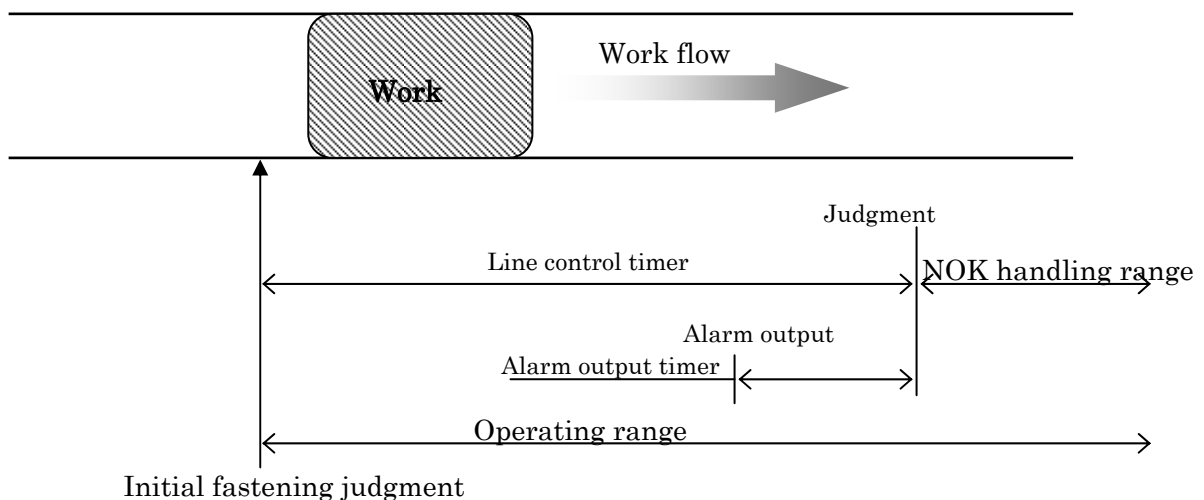 Work flow
Work
Judgment
Line control timer
NOK handling range
Alarm output
Alarm output timer
Operating range
Initial fastening judgment